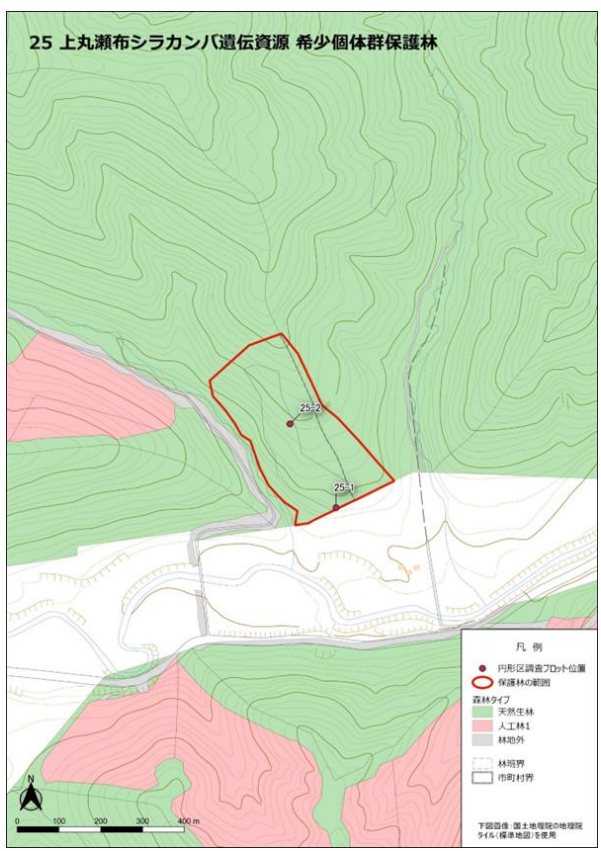 25 上丸瀬布シラカンバ遺伝資源 希少個体群保護林
25-2
25-1
凡 例
円形区調査プロット位置
保護林の範囲
森林タイプ
天然生林
人工林1
林地外
林班界
市町村界
下図画像:国土地理院の地理院
タイル(標準地図)を使用
N
0 100 200 300 400 m